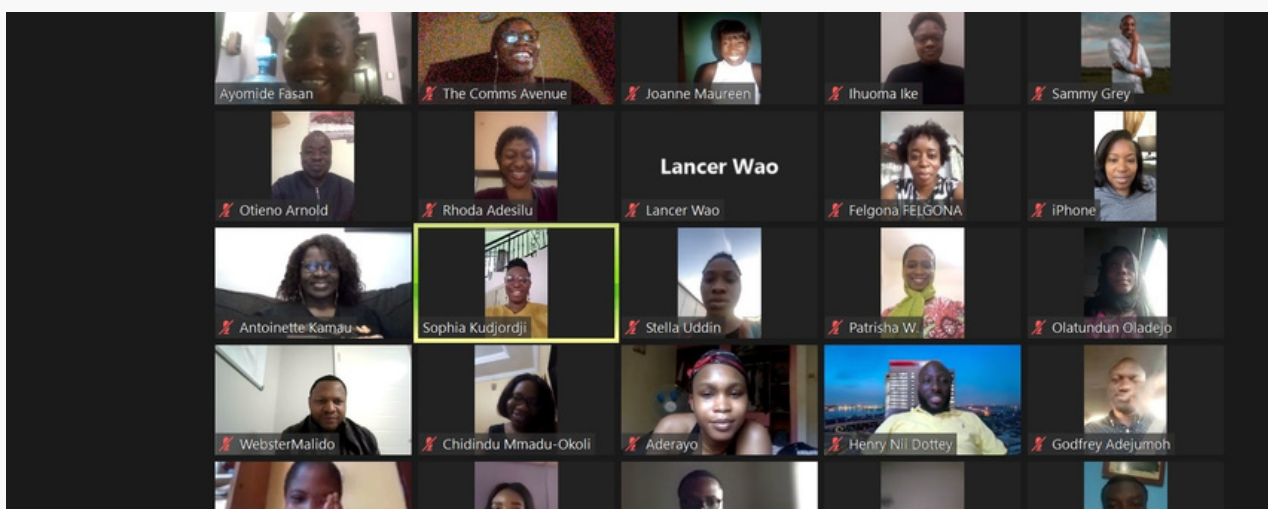 Ayomide Fasan
The Comms Avenue
Joanne Maureen
Ihuoma Ike
Sammy Grey
Otieno Arnold
Rhoda Adesilu
Lancer Wao
Lancer Wao
Felgona FELGONA
iPhone
Antoinette Kamau
Sophia Kudjordji
Stella Uddin
Patrisha W.
Olatundun Oladejo
WebsterMalido
Chidindu Mmadu-Okoli
Aderayo
Henry Nii Dottey
Godfrey Adejumoh